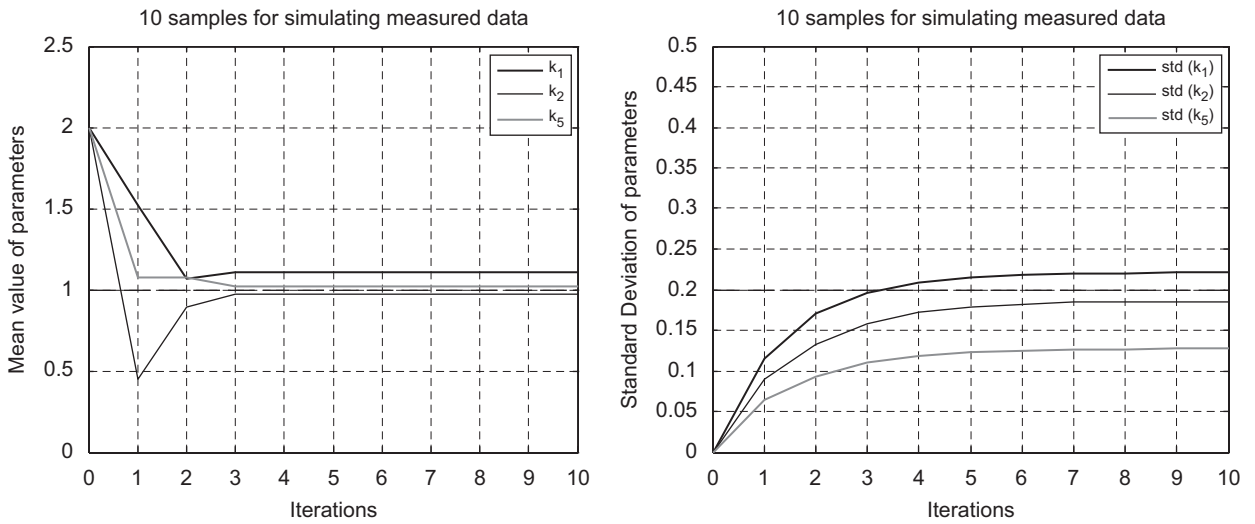 10 samples for simulating measured data
2.5
2
1.5
1
0.5
0
Mean value of parameters
k1
k2
k5
0 1 2 3 4 5 6 7 8 9 10
Iterations
10 samples for simulating measured data
0.5
0.45
0.4
0.35
0.3
0.25
0.2
0.15
0.1
0.05
0
Standard Deviation of parameters
std (k1)
std (k2)
std (k5)
0 1 2 3 4 5 6 7 8 9 10
Iterations